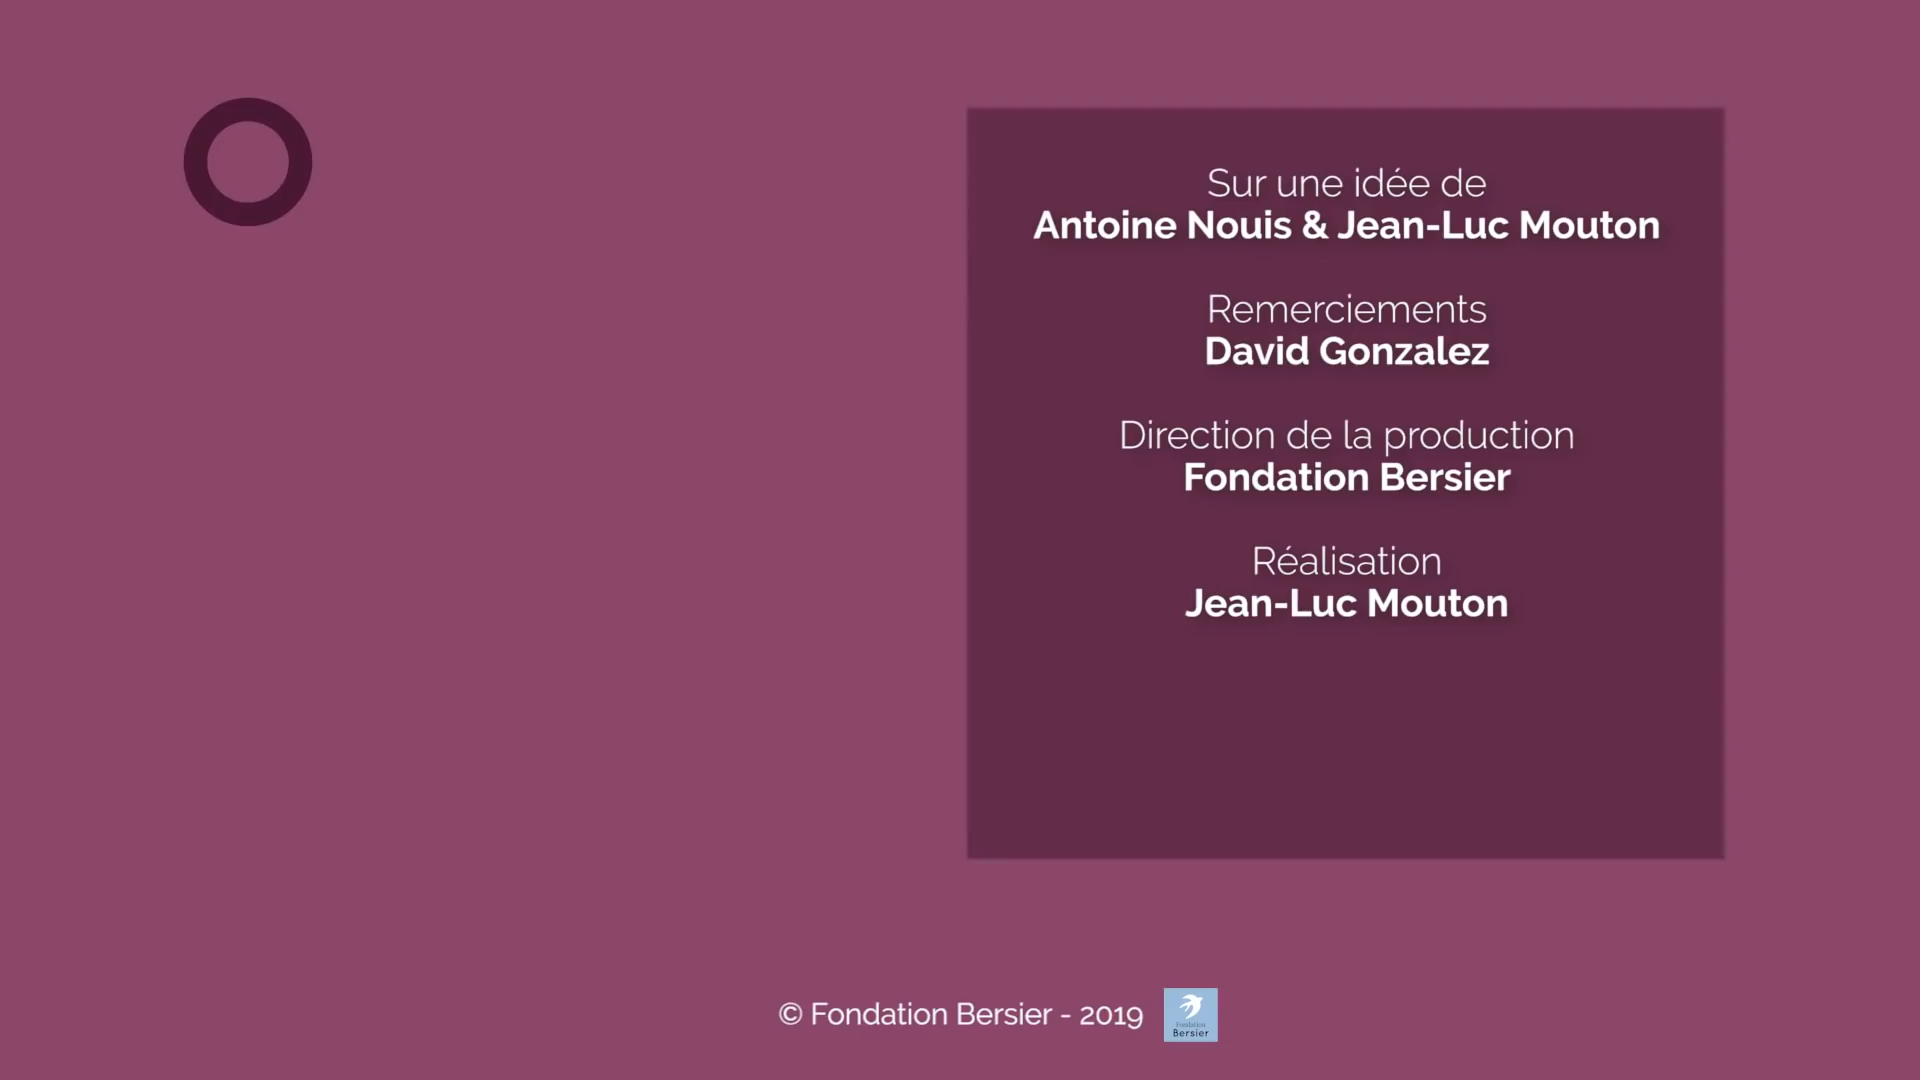 Sur une idée de
Antoine Nouis & Jean-Luc Mouton
Remerciements
David Gonzalez
Direction de la production
Fondation Bersier
Réalisation
Jean-Luc Mouton
© Fondation Bersier - 2019
Fondation
Bersier